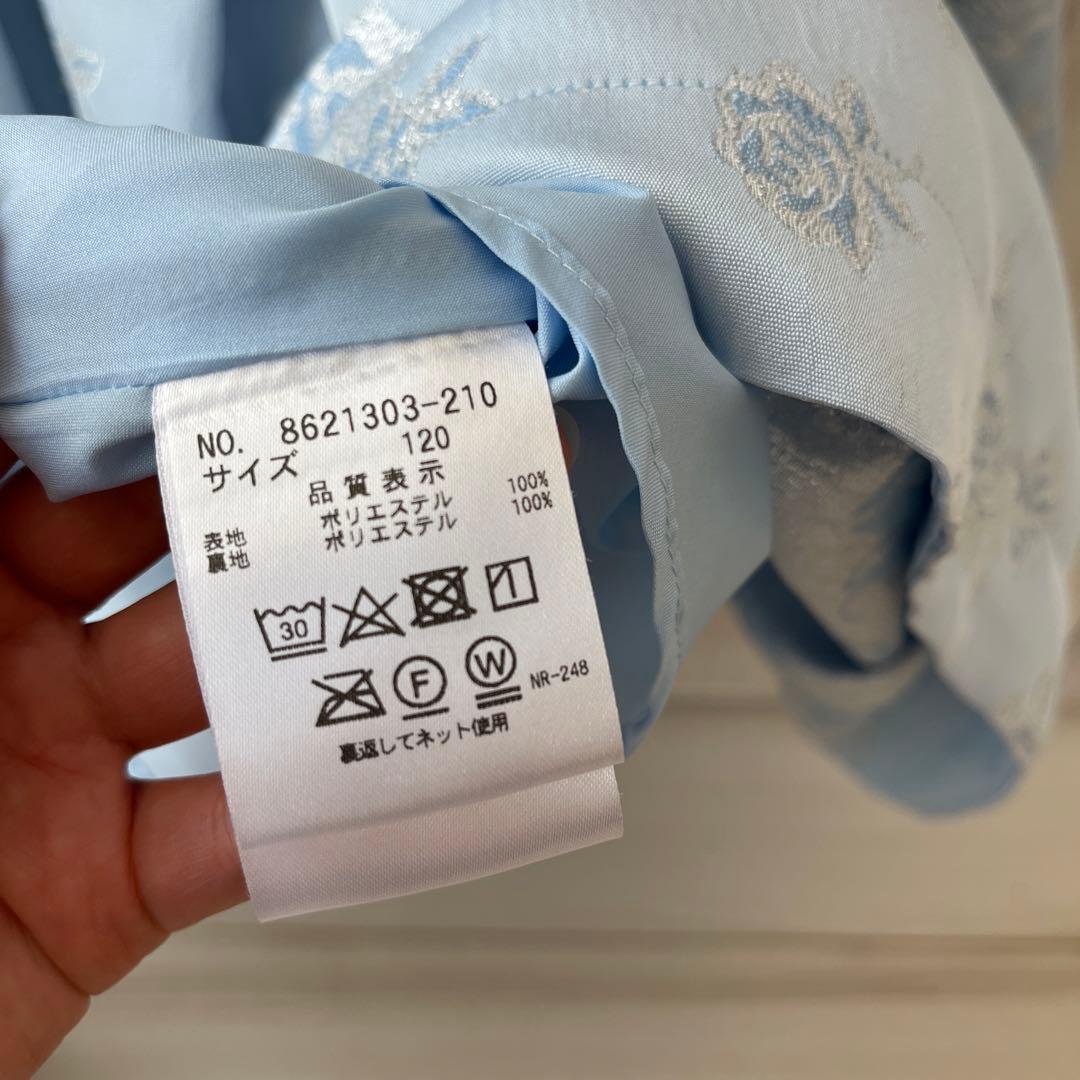 NO. 8621303-210
サイズ 120
品質表示
表地 ポリエステル 100%
裏地 ポリエステル 100%
30
F W NR-248
裏返してネット使用